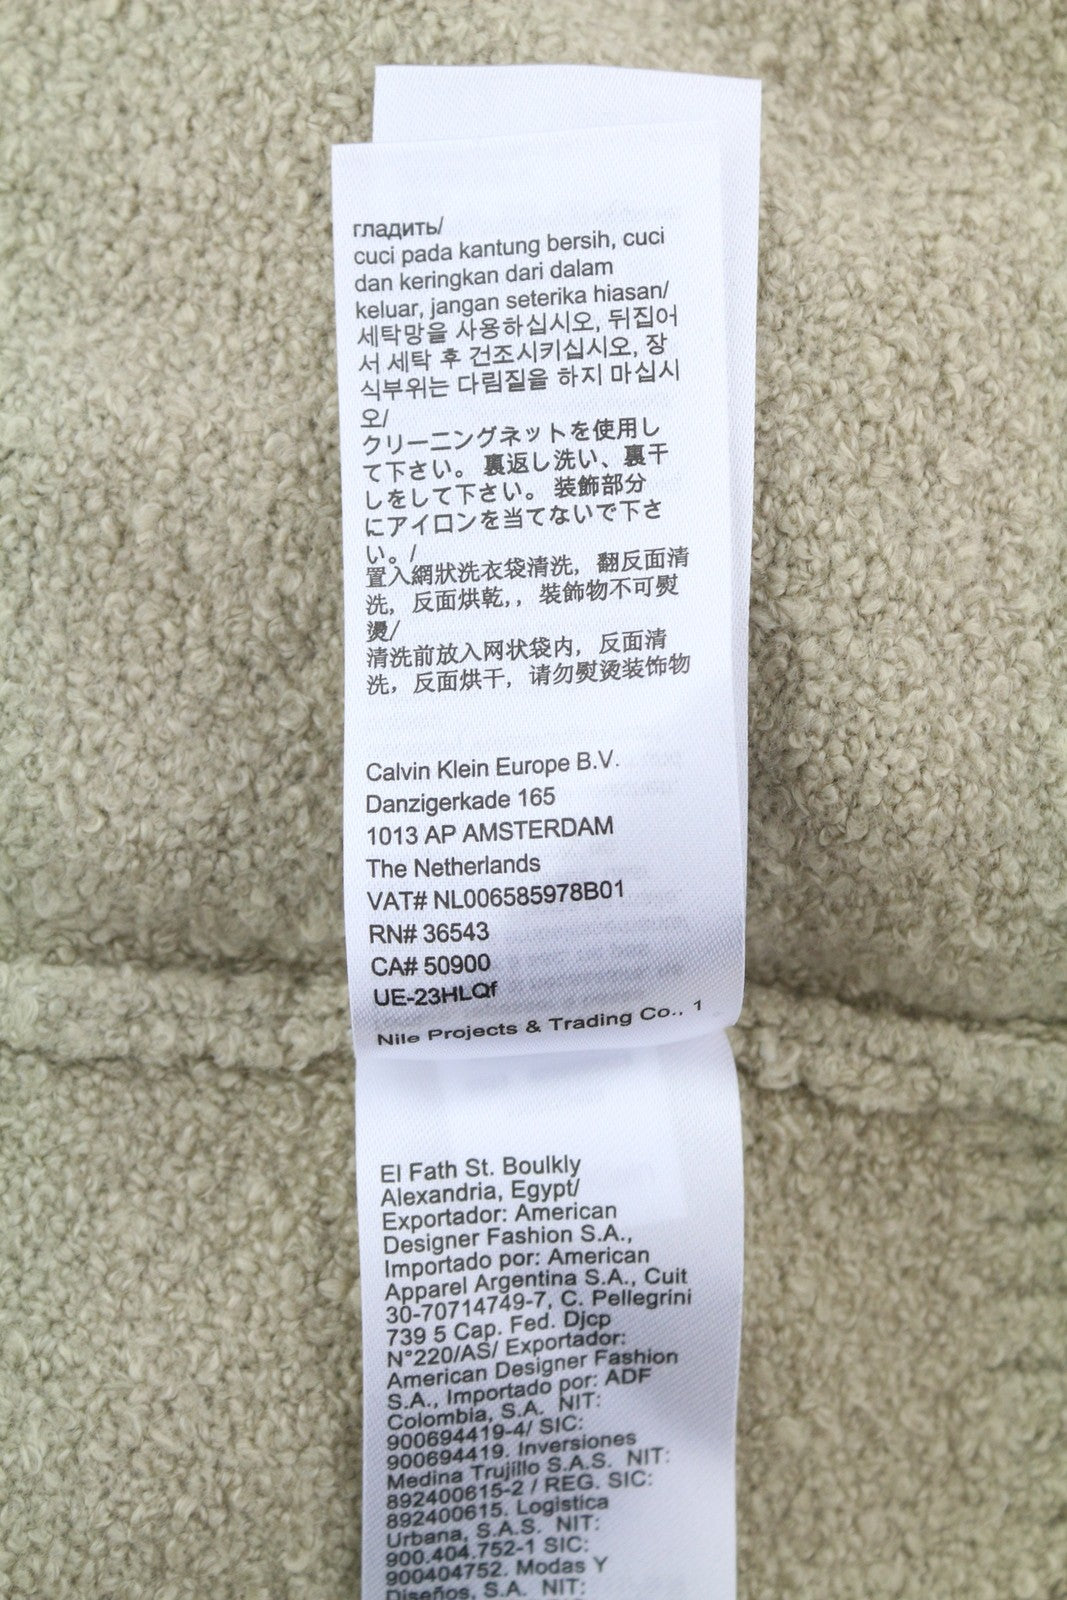 гладить/
cuci pada kantung bersih, cuci
dan keringkan dari dalam
keluar, jangan seterika hiasan/
세탁망을 사용하십시오, 뒤집어
서 세탁 후 건조시키십시오, 장
식부위는 다림질을 하지 마십시
오/
クリーニングネットを使用し
て下さい。裏返し洗い、裏干
しをして下さい。装飾部分
にアイロンを当てないで下さ
い。/
置入網狀洗衣袋清洗, 翻反面清
洗, 反面烘乾,, 裝飾物不可熨
燙/
清洗前放入网状袋内, 反面清
洗, 反面烘干, 请勿熨烫装饰物
Calvin Klein Europe B.V.
Danzigerkade 165
1013 AP AMSTERDAM
The Netherlands
VAT# NL006585978B01
RN# 36543
CA# 50900
UE-23HLQf
Nile Projects & Trading Co., 1
El Fath St. Boulkly
Alexandria, Egypt/
Exportador: American
Designer Fashion S.A.,
Importado por: American
Apparel Argentina S.A., Cuit
30-70714749-7, C. Pellegrini
739 5 Cap. Fed. Djcp
N°220/AS/ Exportador:
American Designer Fashion
S.A., Importado por: ADF
Colombia, S.A. NIT:
900694419-4/ SIC:
900694419. Inversiones
Medina Trujillo S.A.S. NIT:
892400615-2 / REG. SIC:
892400615. Logistica
Urbana, S.A.S. NIT:
900.404.752-1 SIC:
900404752. Modas Y
Diseños, S.A. NIT: